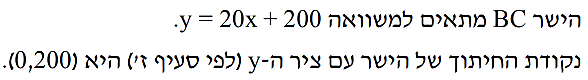 הישר BC מתאים למשוואה y = 20x + 200.
נקודת החיתוך של הישר עם ציר ה-y (לפי סעיף ז') היא (0,200).